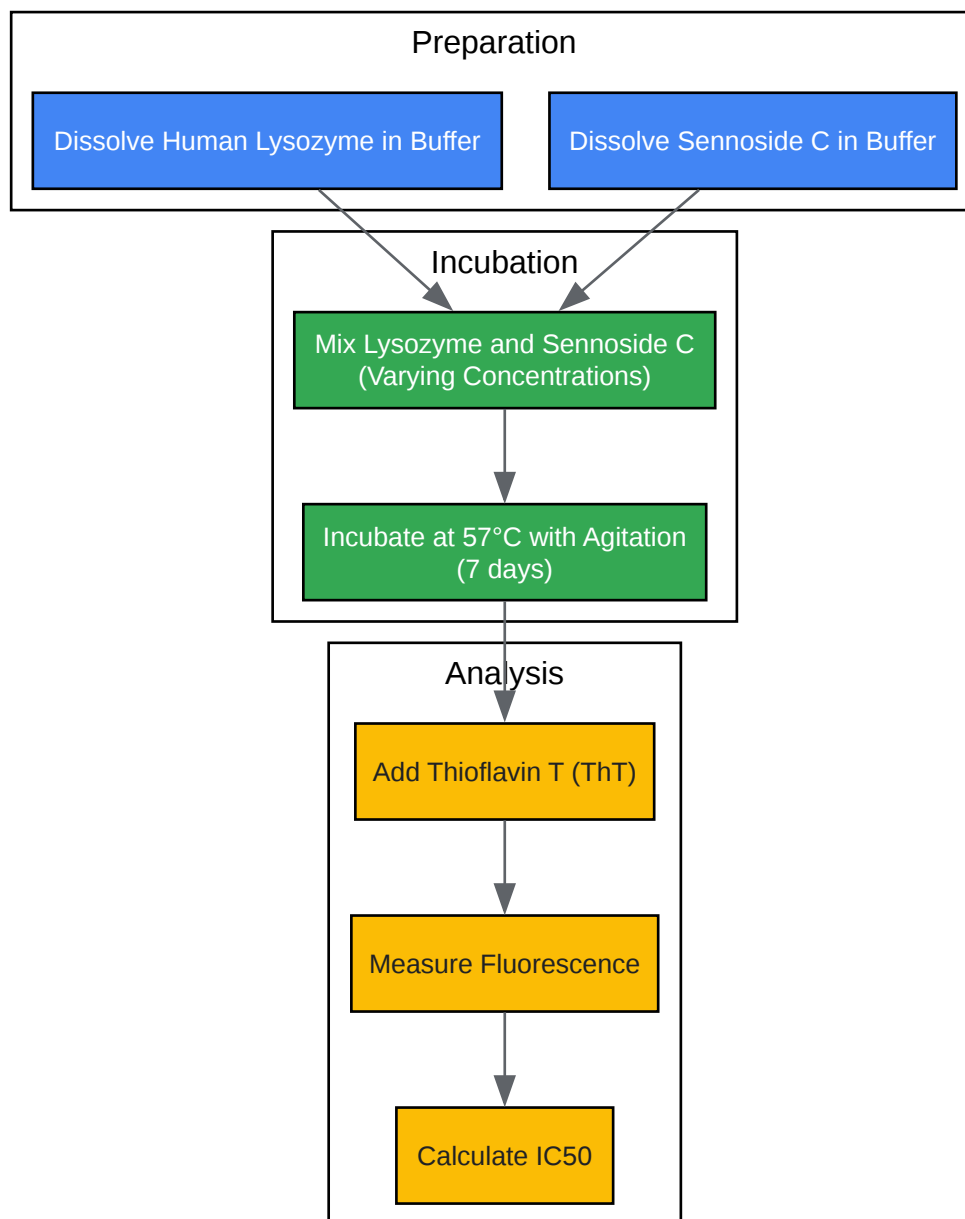 Preparation
Dissolve Human Lysozyme in Buffer
Dissolve Sennoside C in Buffer
Incubation
Mix Lysozyme and Sennoside C
(Varying Concentrations)
Incubate at 57°C with Agitation
(7 days)
Analysis
Add Thioflavin T (ThT)
Measure Fluorescence
Calculate IC50